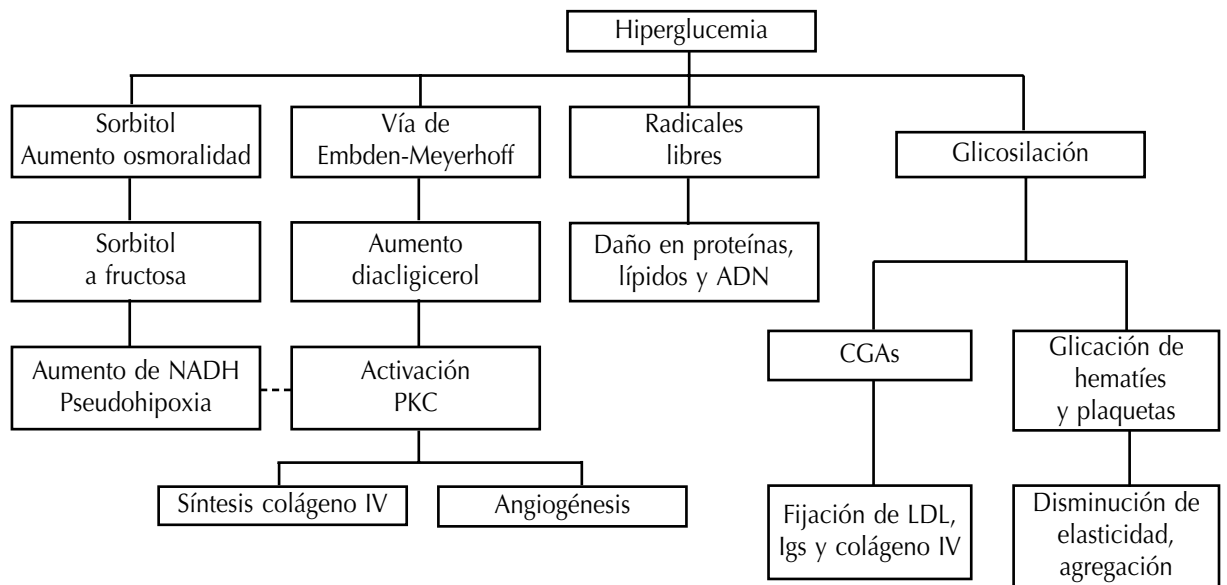 Hiperglucemia
Sorbitol
Aumento osmoralidad
Vía de
Embden-Meyerhoff
Radicales
libres
Glicosilación
Sorbitol
a fructosa
Aumento
diacligicerol
Daño en proteínas,
lípidos y ADN
Aumento de NADH
Pseudohipoxia
Activación
PKC
CGAs
Glicación de
hematíes
y plaquetas
Síntesis colágeno IV
Angiogénesis
Fijación de LDL,
Igs y colágeno IV
Disminución de
elasticidad,
agregación